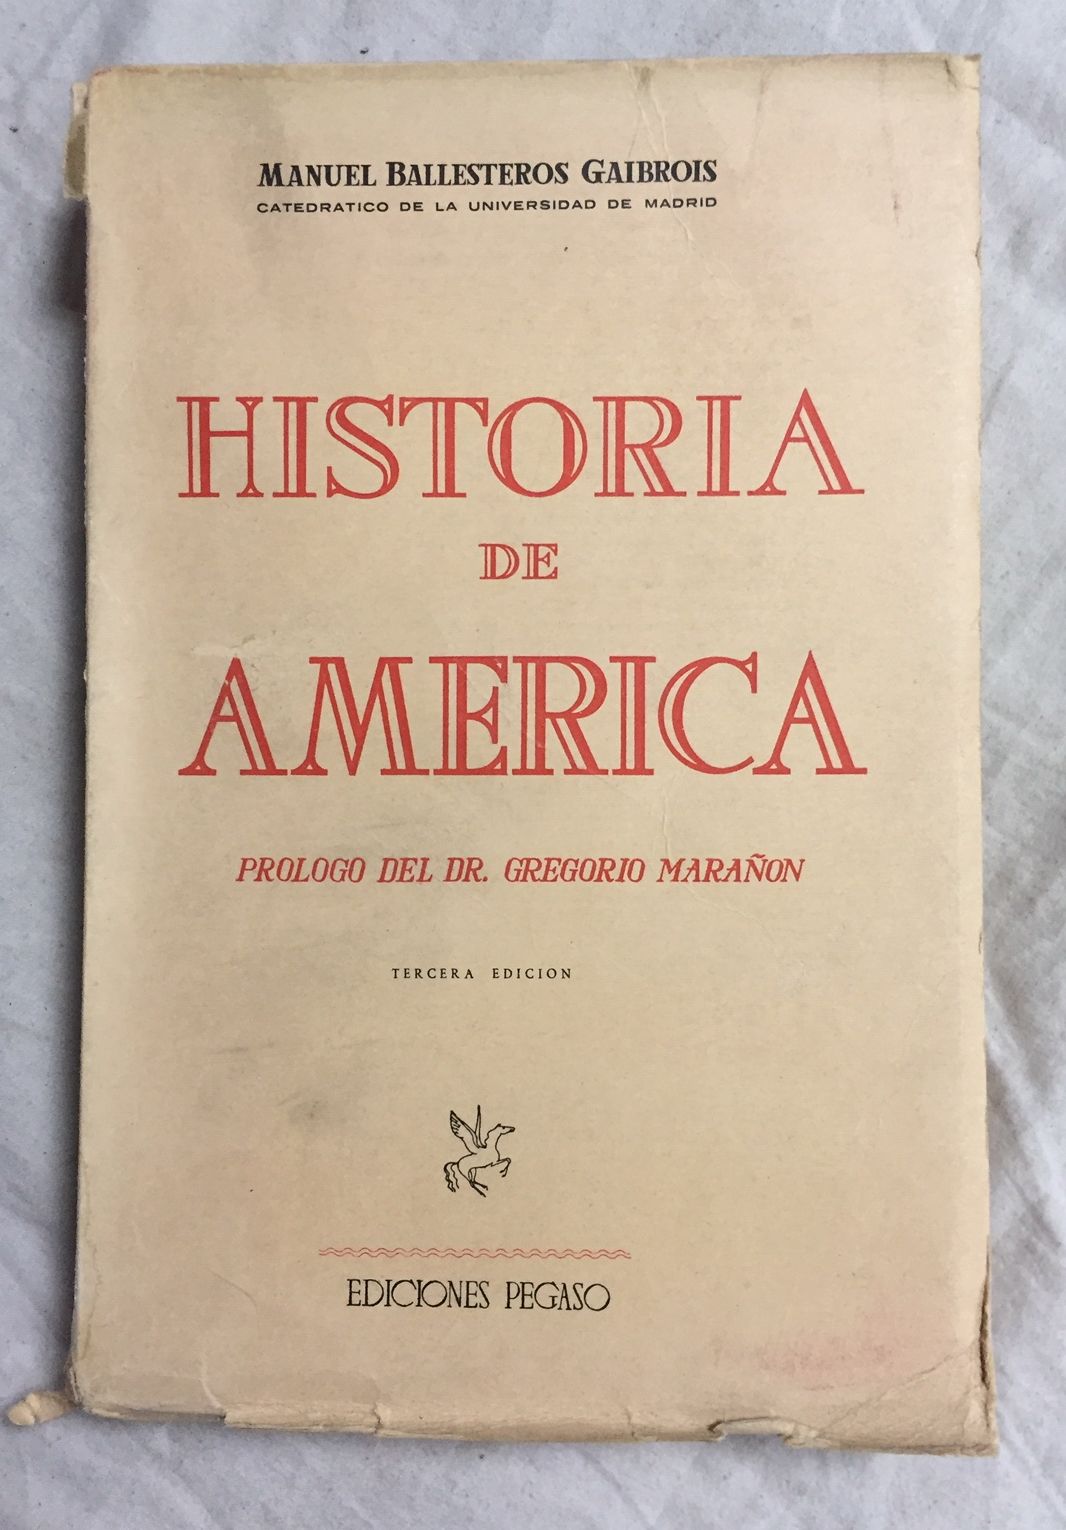 MANUEL BALLESTEROS GAIBROIS
CATEDRATICO DE LA UNIVERSIDAD DE MADRID
HISTORIA
DE
AMERICA
PROLOGO DEL DR. GREGORIO MARAÑON
TERCERA EDICION
EDICIONES PEGASO